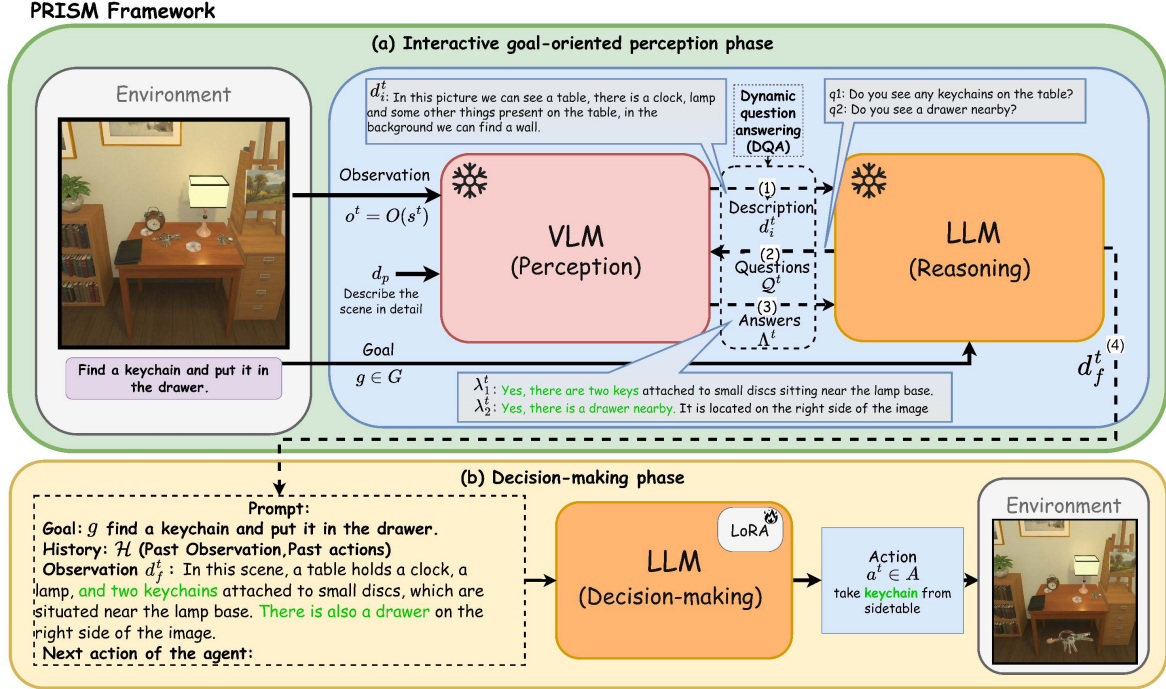 PRISM Framework
(a) Interactive goal-oriented perception phase
Environment
Find a keychain and put it in
the drawer.
Observation
o^t = O(s^t)
d_p
Describe the
scene in detail
Goal
g ∈ G
d_i^t: In this picture we can see a table, there is a clock, lamp
and some other things present on the table, in the
background we can find a wall.
Dynamic
question
answering
(DQA)
q1: Do you see any keychains on the table?
q2: Do you see a drawer nearby?
VLM
(Perception)
(1)
Description
d_i^t
(2)
Questions
Q^t
(3)
Answers
Λ^t
LLM
(Reasoning)
(4)
d_f^t
λ_1^t: Yes, there are two keys attached to small discs sitting near the lamp base.
λ_2^t: Yes, there is a drawer nearby. It is located on the right side of the image
(b) Decision-making phase
Prompt:
Goal: g find a keychain and put it in the drawer.
History: H (Past Observation,Past actions)
Observation d_f^t : In this scene, a table holds a clock, a
lamp, and two keychains attached to small discs, which are
situated near the lamp base. There is also a drawer on the
right side of the image.
Next action of the agent:
LoRA
LLM
(Decision-making)
Action
a^t ∈ A
take keychain from
sidetable
Environment